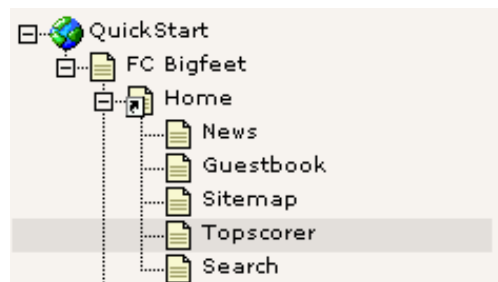 QuickStart
FC Bigfeet
Home
News
Guestbook
Sitemap
Topscorer
Search